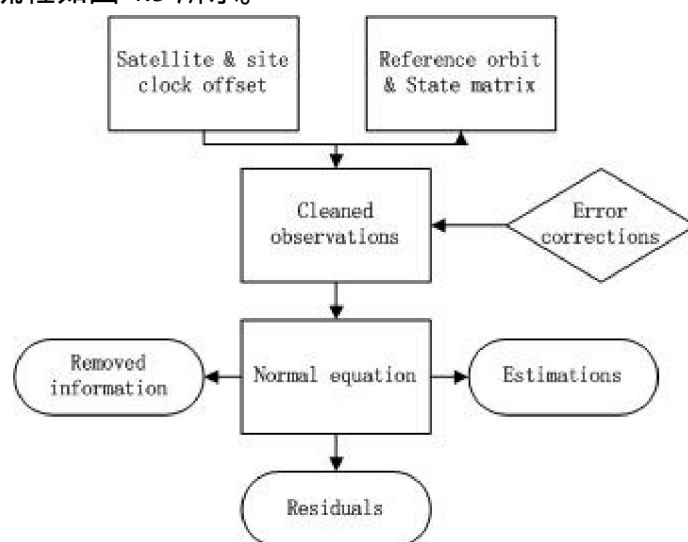 Satellite & site
clock offset
Reference orbit
& State matrix
Cleaned
observations
Error
corrections
Removed
information
Normal equation
Estimations
Residuals